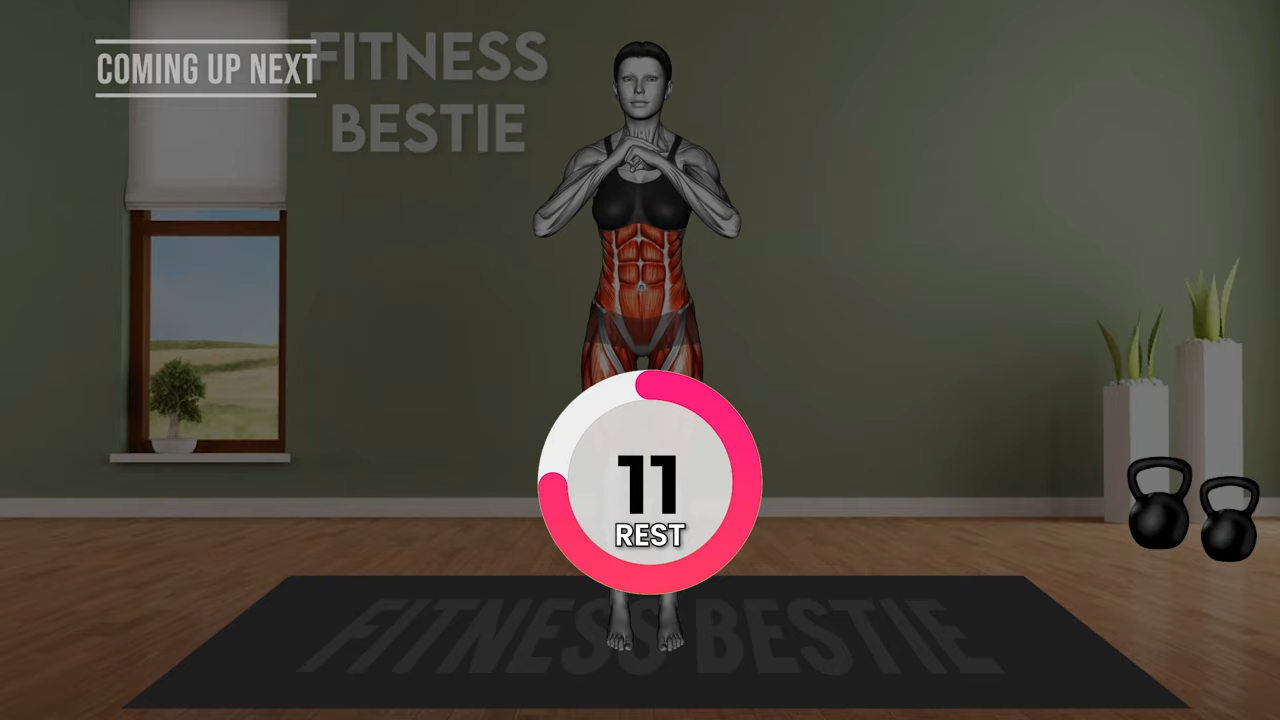 COMING UP NEXT
FITNESS
BESTIE
11
REST
FITNESS BESTIE